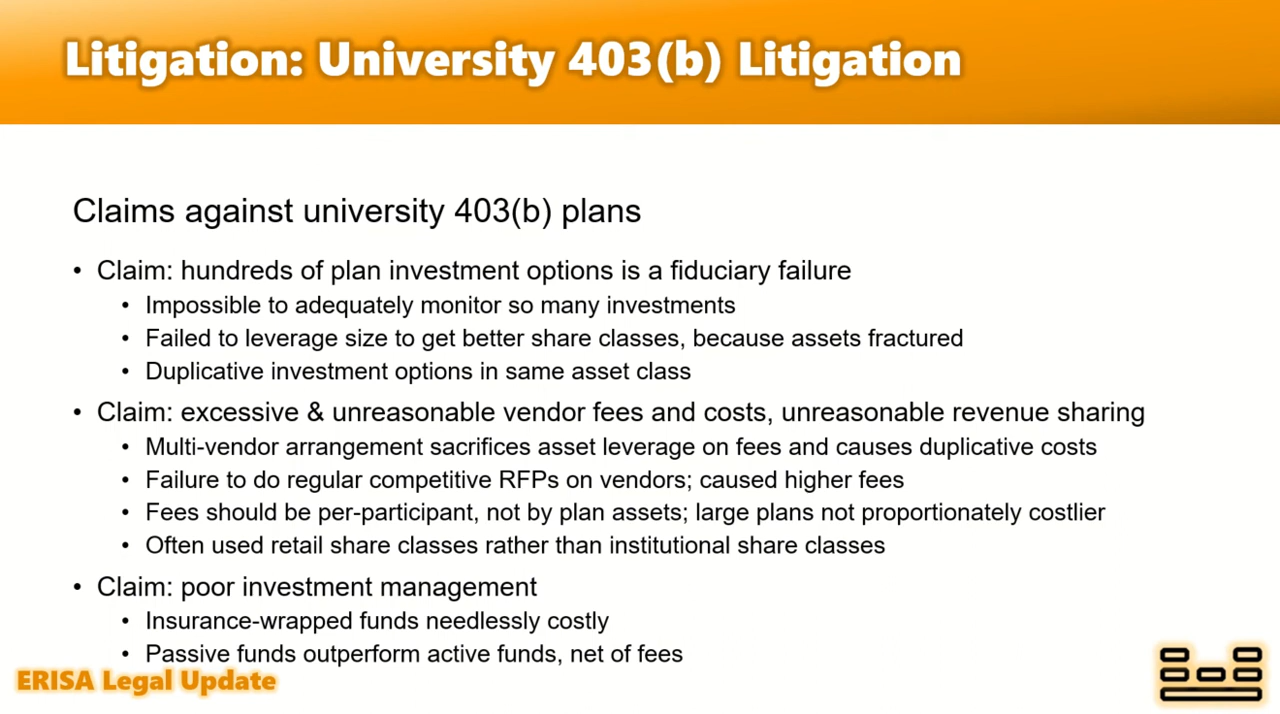 Litigation: University 403(b) Litigation
Claims against university 403(b) plans
• Claim: hundreds of plan investment options is a fiduciary failure
• Impossible to adequately monitor so many investments
• Failed to leverage size to get better share classes, because assets fractured
• Duplicative investment options in same asset class
• Claim: excessive & unreasonable vendor fees and costs, unreasonable revenue sharing
• Multi-vendor arrangement sacrifices asset leverage on fees and causes duplicative costs
• Failure to do regular competitive RFPs on vendors; caused higher fees
• Fees should be per-participant, not by plan assets; large plans not proportionately costlier
• Often used retail share classes rather than institutional share classes
• Claim: poor investment management
• Insurance-wrapped funds needlessly costly
• Passive funds outperform active funds, net of fees
ERISA Legal Update